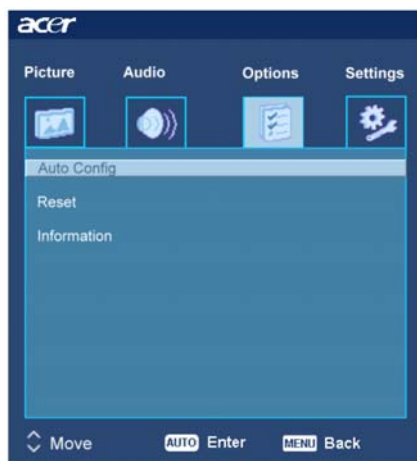 acer
Picture Audio Options Settings
Auto Config
Reset
Information
Move AUTO Enter MENU Back